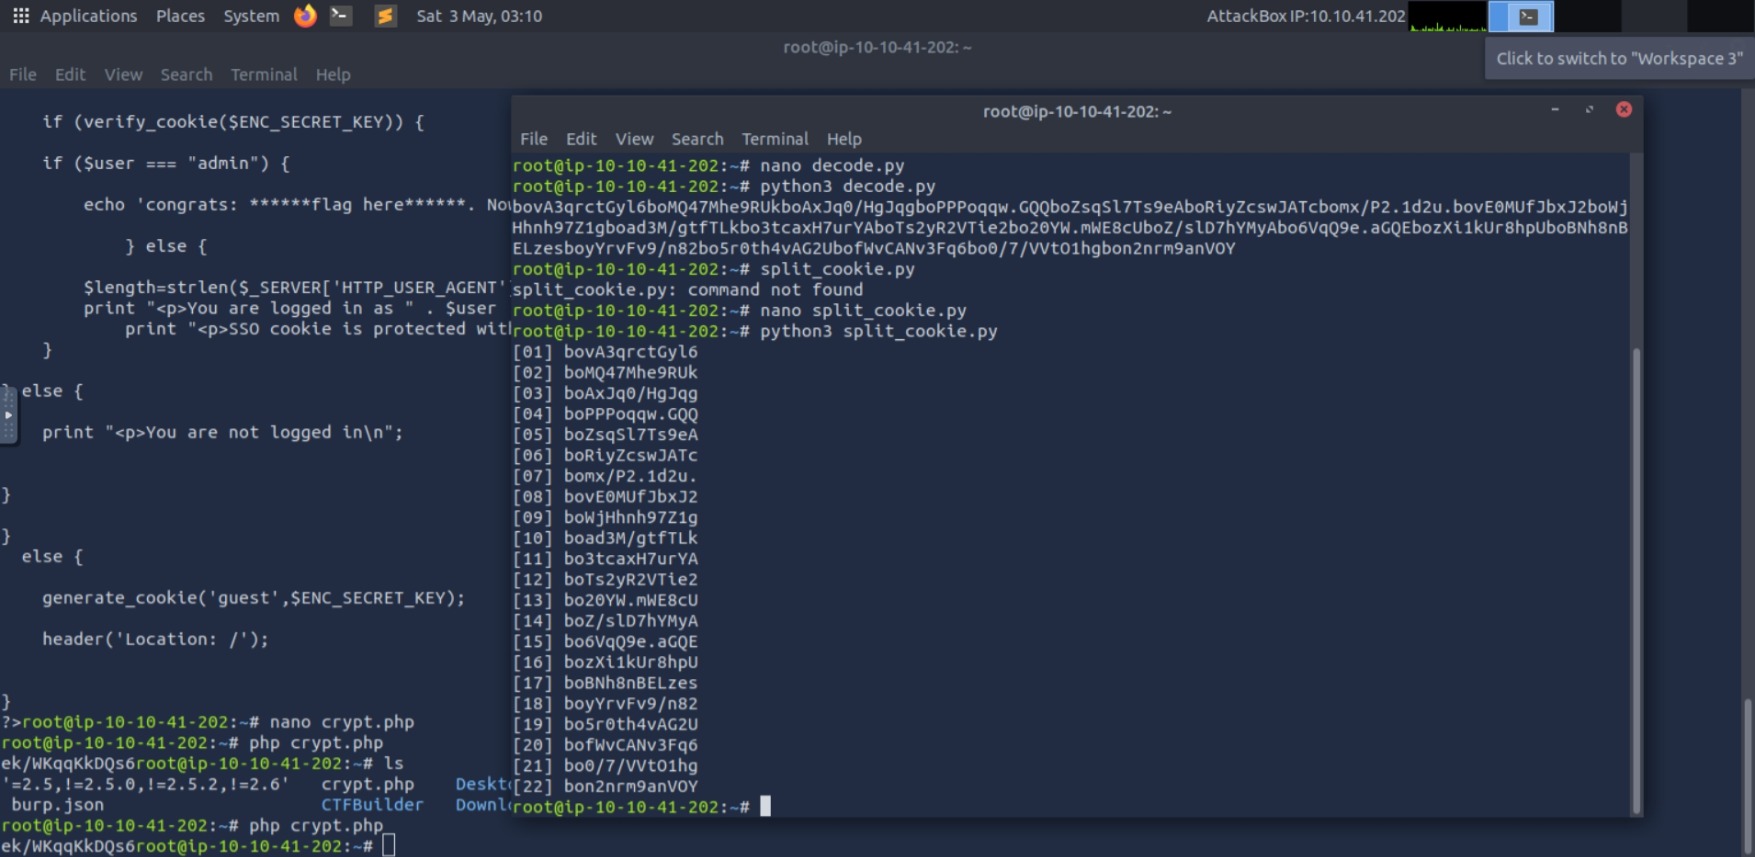 Applications Places System Sat 3 May, 03:10 AttackBox IP:10.10.41.202
root@ip-10-10-41-202: ~
Click to switch to "Workspace 3"
File Edit View Search Terminal Help
if (verify_cookie($ENC_SECRET_KEY)) {
if ($user === "admin") {
echo 'congrats: ******flag here******. Now
} else {
$length=strlen($_SERVER['HTTP_USER_AGENT']
print "<p>You are logged in as " . $user
print "<p>SSO cookie is protected with
}
} else {
print "<p>You are not logged in\n";
}
}
else {
generate_cookie('guest',$ENC_SECRET_KEY);
header('Location: /');
}
?>root@ip-10-10-41-202:~# nano crypt.php
root@ip-10-10-41-202:~# php crypt.php
ek/WKqqKkDQs6root@ip-10-10-41-202:~# ls
'=2.5,!=2.5.0,!=2.5.2,!=2.6' crypt.php Deskto
burp.json CTFBuilder Downl
root@ip-10-10-41-202:~# php crypt.php
ek/WKqqKkDQs6root@ip-10-10-41-202:~#
root@ip-10-10-41-202: ~
File Edit View Search Terminal Help
root@ip-10-10-41-202:~# nano decode.py
root@ip-10-10-41-202:~# python3 decode.py
bovA3qrctGyl6boMQ47Mhe9RUkboAxJq0/HgJqgboPPPoqqw.GQQboZsqSl7Ts9eAboRiyZcswJATcbomx/P2.1d2u.bovE0MUfJbxJ2boWj
Hhnh97Z1gboad3M/gtfTLkbo3tcaxH7urYAboTs2yR2VTie2bo20YW.mWE8cUboZ/slD7hYMyAbo6VqQ9e.aGQEbozXi1kUr8hpUboBNh8nB
ELzesboyYrvFv9/n82bo5r0th4vAG2UbofWvCANv3Fq6bo0/7/VVtO1hgbon2nrm9anVOY
root@ip-10-10-41-202:~# split_cookie.py
split_cookie.py: command not found
root@ip-10-10-41-202:~# nano split_cookie.py
root@ip-10-10-41-202:~# python3 split_cookie.py
[01] bovA3qrctGyl6
[02] boMQ47Mhe9RUk
[03] boAxJq0/HgJqg
[04] boPPPoqqw.GQQ
[05] boZsqSl7Ts9eA
[06] boRiyZcswJATc
[07] bomx/P2.1d2u.
[08] bovE0MUfJbxJ2
[09] boWjHhnh97Z1g
[10] boad3M/gtfTLk
[11] bo3tcaxH7urYA
[12] boTs2yR2VTie2
[13] bo20YW.mWE8cU
[14] boZ/slD7hYMyA
[15] bo6VqQ9e.aGQE
[16] bozXi1kUr8hpU
[17] boBNh8nBELzes
[18] boyYrvFv9/n82
[19] bo5r0th4vAG2U
[20] bofWvCANv3Fq6
[21] bo0/7/VVtO1hg
[22] bon2nrm9anVOY
root@ip-10-10-41-202:~#